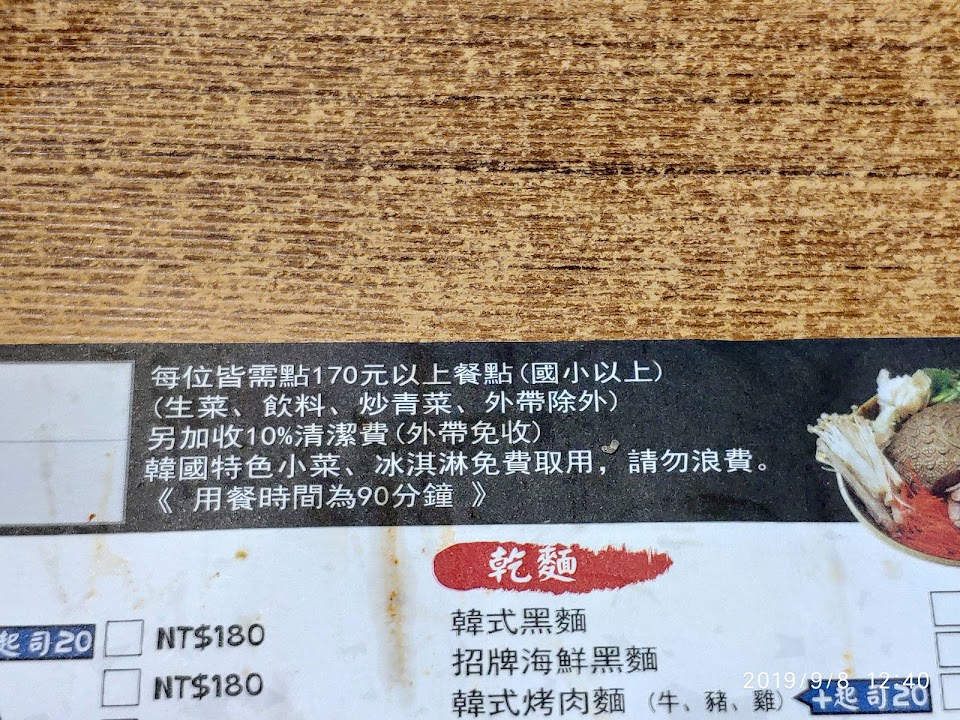 每位皆需點170元以上餐點(國小以上)
(生菜、飲料、炒青菜、外帶除外)
另加收10%清潔費(外帶免收)
韓國特色小菜、冰淇淋免費取用，請勿浪費。
《 用餐時間為90分鐘 》
乾麵
韓式黑麵
起司20 NT$180
招牌海鮮黑麵
NT$180
韓式烤肉麵 (牛、豬、雞) +起司20
2019/9/8 12:40